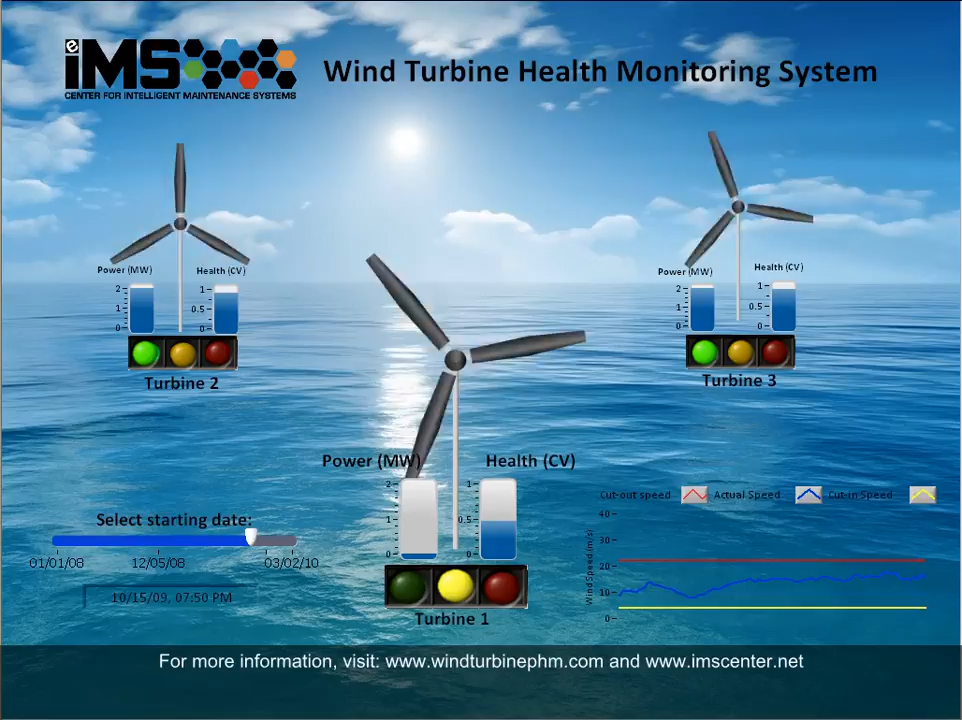 e
iMS
CENTER FOR INTELLIGENT MAINTENANCE SYSTEMS
Wind Turbine Health Monitoring System
Power (MW) Health (CV)
2 1
1 0.5
0 0
Turbine 2
Power (MW) Health (CV)
2 1
1 0.5
0 0
Turbine 3
Power (MW) Health (CV)
2 1
1 0.5
0 0
Turbine 1
Select starting date:
01/01/08 12/05/08 03/02/10
10/15/09, 07:50 PM
Cut-out speed Actual Speed Cut-in Speed
Wind Speed (m/s)
40
30
20
10
0
For more information, visit: www.windturbinephm.com and www.imscenter.net